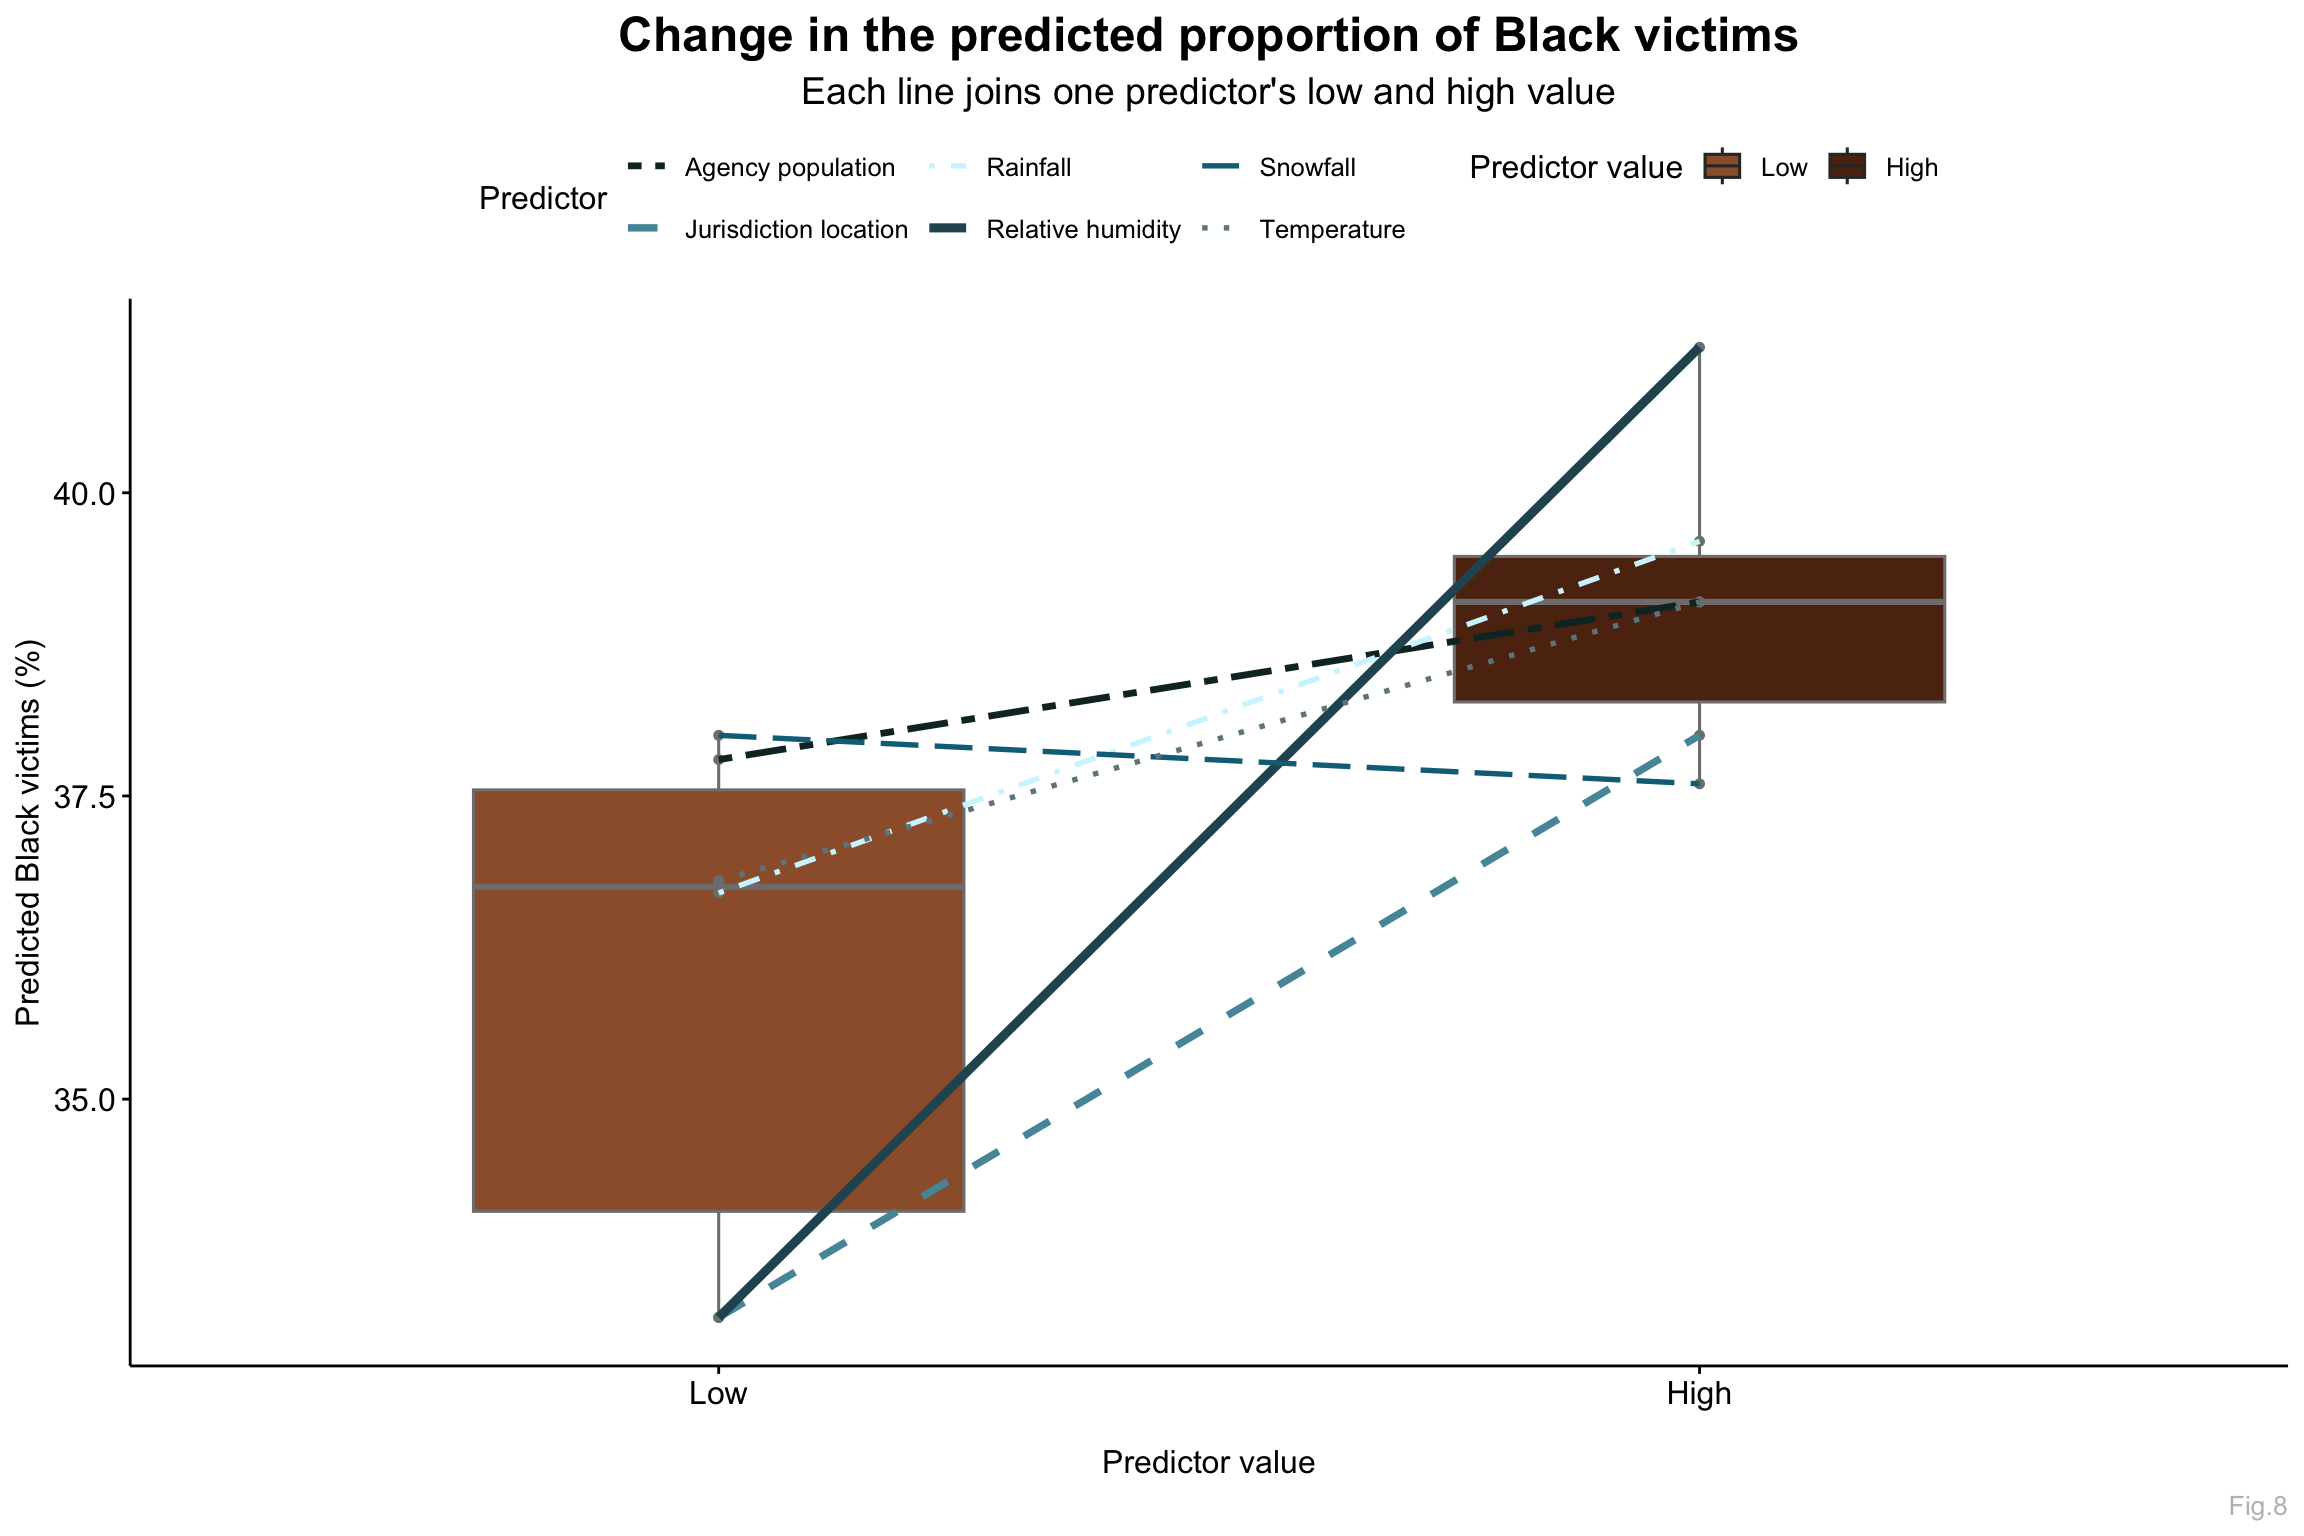 Change in the predicted proportion of Black victims
Each line joins one predictor's low and high value
Predictor
Agency population
Rainfall
Snowfall
Jurisdiction location
Relative humidity
Temperature
Predictor value
Low
High
Predicted Black victims (%)
40.0
37.5
35.0
Low
High
Predictor value
Fig.8